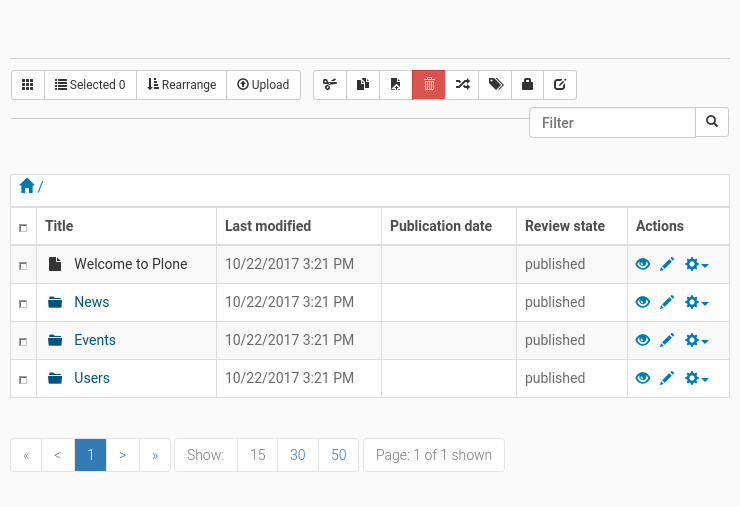 Selected 0 Rearrange Upload
Filter
/
Title Last modified Publication date Review state Actions
Welcome to Plone 10/22/2017 3:21 PM published
News 10/22/2017 3:21 PM published
Events 10/22/2017 3:21 PM published
Users 10/22/2017 3:21 PM published
« < 1 > » Show: 15 30 50 Page: 1 of 1 shown